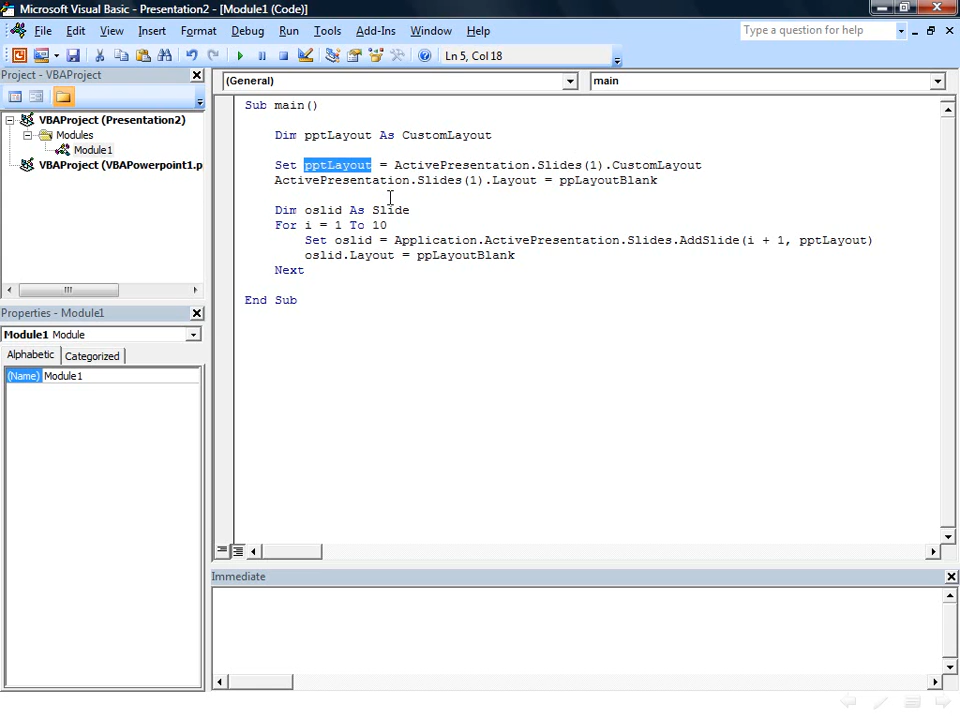 Microsoft Visual Basic - Presentation2 - [Module1 (Code)]
File Edit View Insert Format Debug Run Tools Add-Ins Window Help
Type a question for help
Ln 5, Col 18
Project - VBAProject
(General)
main
VBAProject (Presentation2)
Modules
Module1
VBAProject (VBAPowerpoint1.p
Properties - Module1
Module1 Module
Alphabetic Categorized
(Name) Module1
Sub main()
Dim pptLayout As CustomLayout
Set pptLayout = ActivePresentation.Slides(1).CustomLayout
ActivePresentation.Slides(1).Layout = ppLayoutBlank
Dim oslid As Slide
For i = 1 To 10
Set oslid = Application.ActivePresentation.Slides.AddSlide(i + 1, pptLayout)
oslid.Layout = ppLayoutBlank
Next
End Sub
Immediate